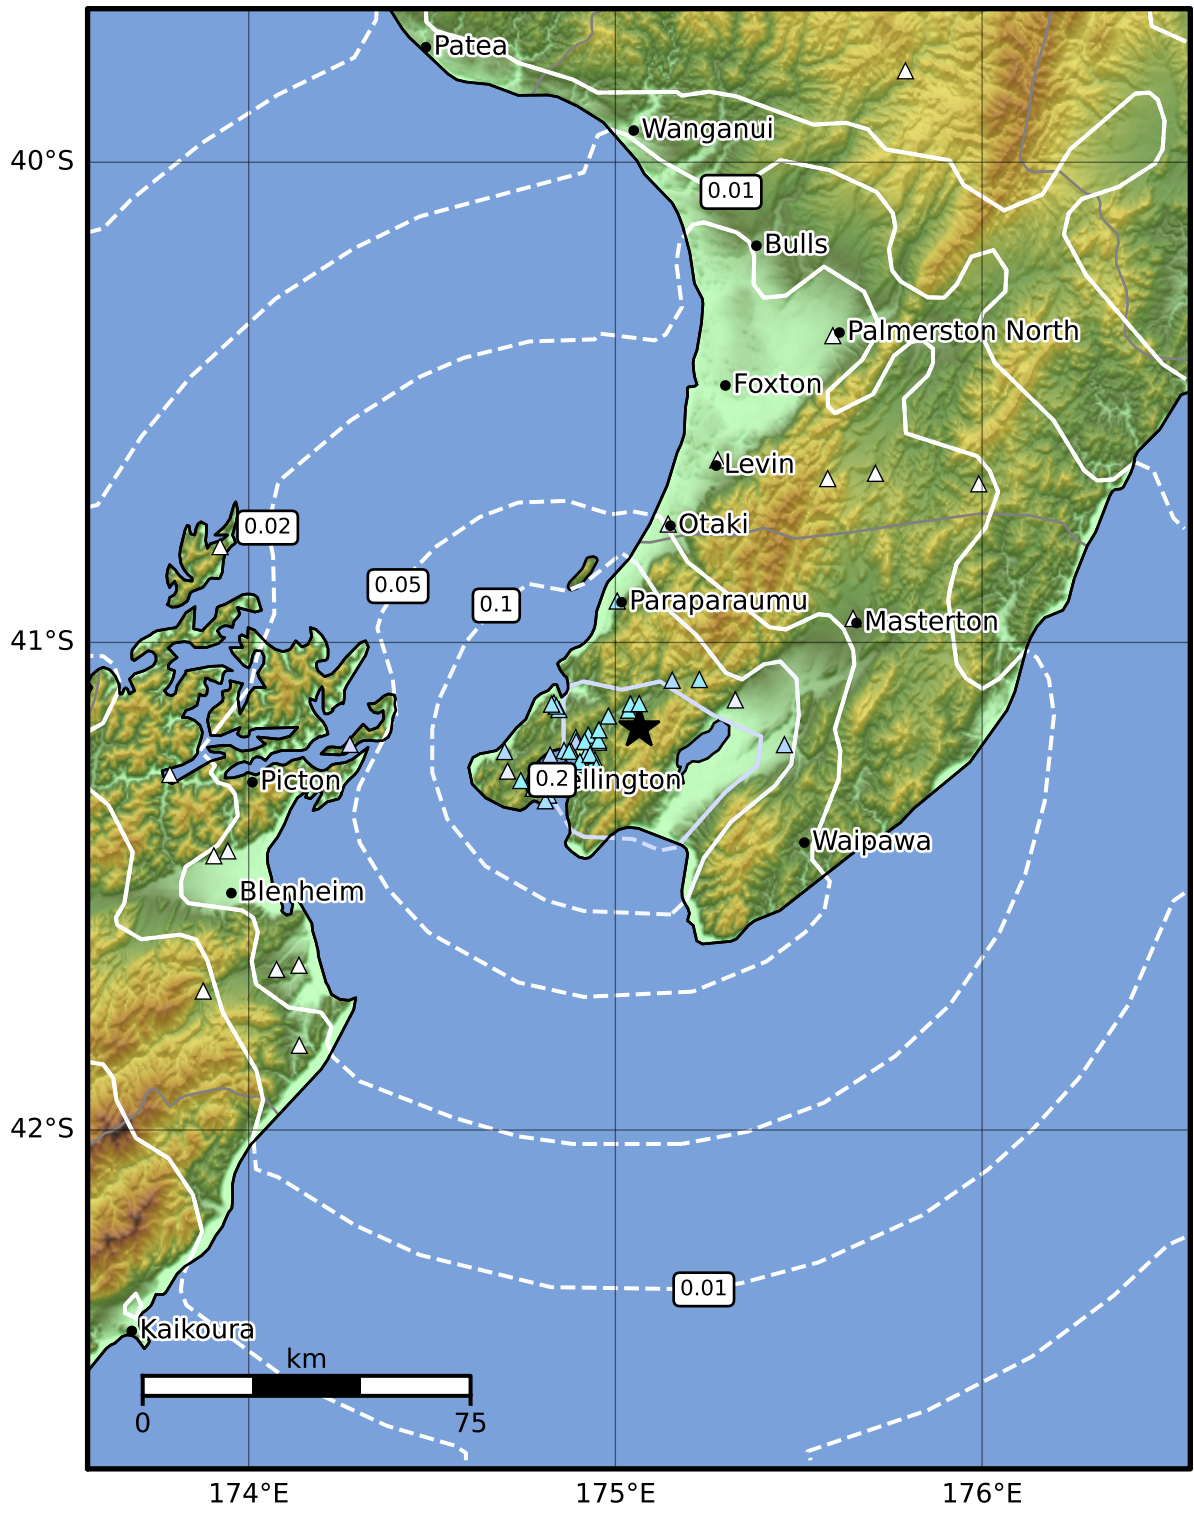 Patea
Wanganui
40°S
0.01
Bulls
Palmerston North
Foxton
Levin
0.02
Otaki
0.05
0.1
Paraparaumu
Masterton
41°S
Picton
0.2
ellington
Waipawa
Blenheim
42°S
0.01
Kaikoura
km
0
75
174°E
175°E
176°E